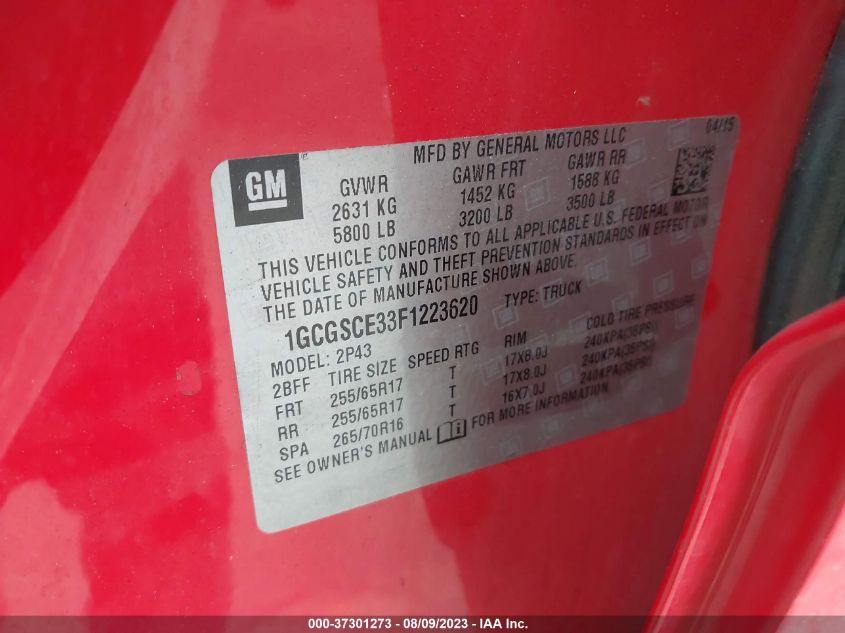 04/15
MFD BY GENERAL MOTORS LLC
GM
GVWR GAWR FRT GAWR RR
2631 KG 1452 KG 1588 KG
5800 LB 3200 LB 3500 LB
THIS VEHICLE CONFORMS TO ALL APPLICABLE U.S. FEDERAL MOTOR
VEHICLE SAFETY AND THEFT PREVENTION STANDARDS IN EFFECT ON
THE DATE OF MANUFACTURE SHOWN ABOVE.
1GCGSCE33F1223620 TYPE: TRUCK
MODEL: 2P43
2BFF TIRE SIZE SPEED RTG RIM COLD TIRE PRESSURE
FRT 255/65R17 T 17X8.0J 240KPA(35PSI)
RR 255/65R17 T 17X8.0J 240KPA(35PSI)
SPA 265/70R16 T 16X7.0J 240KPA(35PSI)
SEE OWNER'S MANUAL FOR MORE INFORMATION
000-37301273 - 08/09/2023 - IAA Inc.